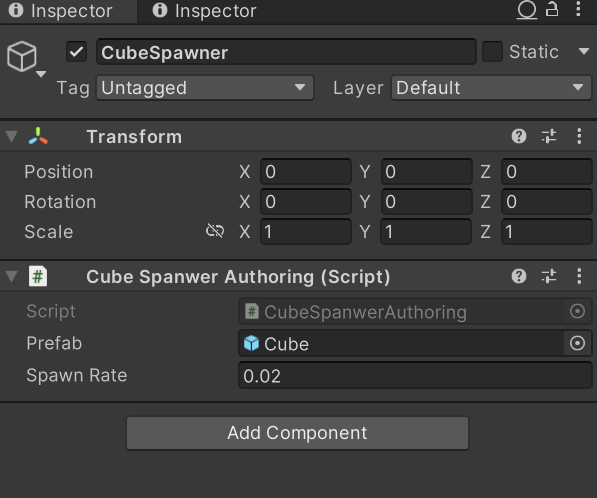 Inspector Inspector
CubeSpawner Static
Tag Untagged Layer Default
Transform
Position X 0 Y 0 Z 0
Rotation X 0 Y 0 Z 0
Scale X 1 Y 1 Z 1
# Cube Spanwer Authoring (Script)
Script # CubeSpanwerAuthoring
Prefab Cube
Spawn Rate 0.02
Add Component